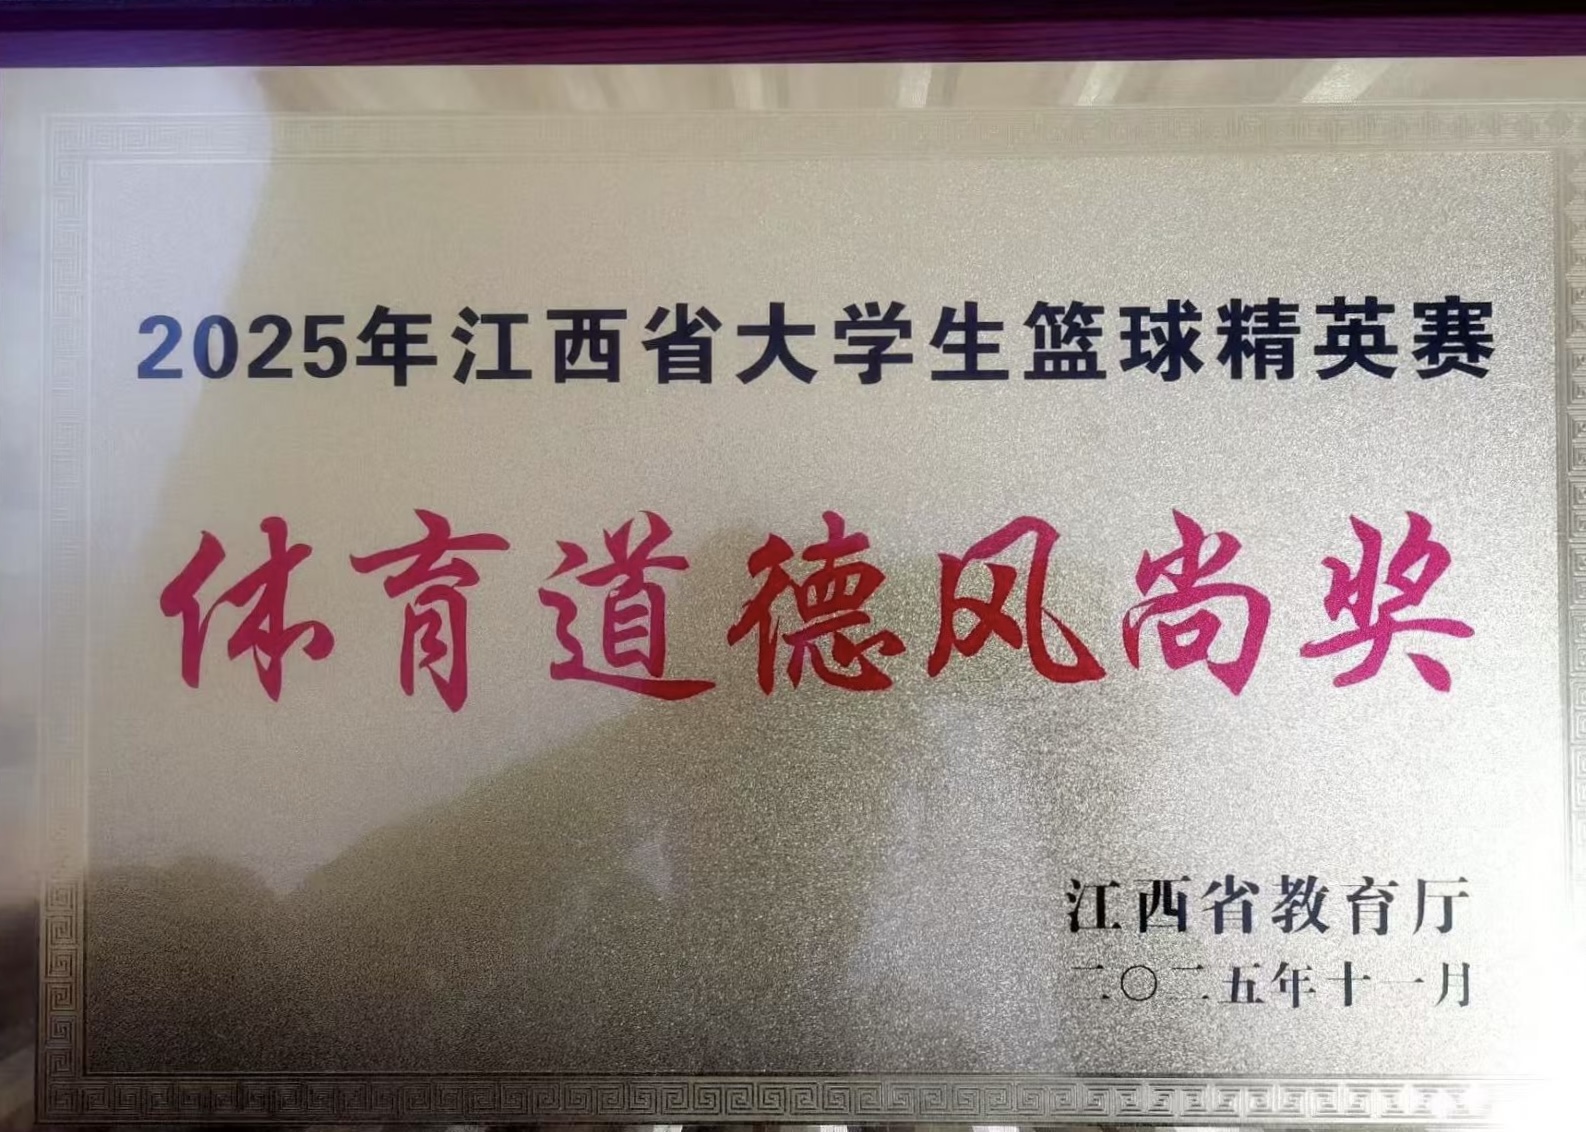 2025年江西省大学生篮球精英赛
体育道德风尚奖
江西省教育厅
二〇二五年十一月